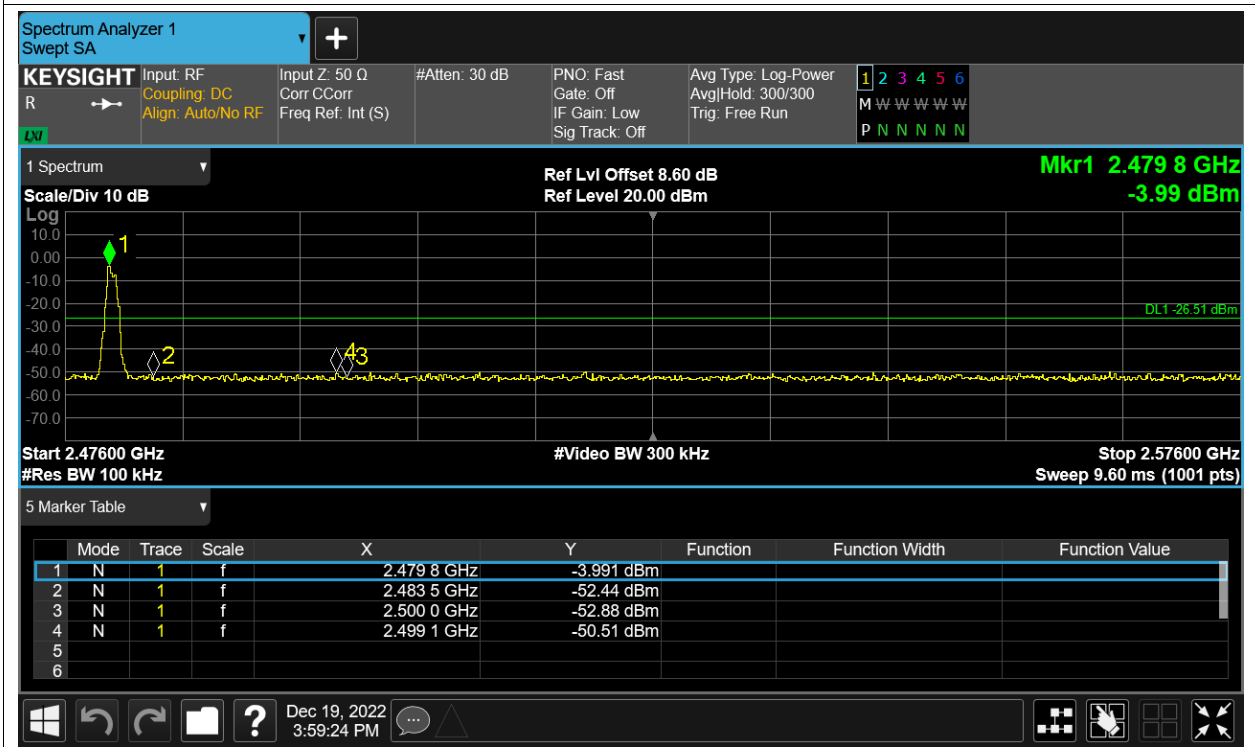 Spectrum Analyzer 1
Swept SA
+
KEYSIGHT Input: RF Input Z: 50 Ω #Atten: 30 dB PNO: Fast Avg Type: Log-Power 1 2 3 4 5 6
R Coupling: DC Corr CCorr Gate: Off Avg|Hold: 300/300 M W W W W W
Align: Auto/No RF Freq Ref: Int (S) IF Gain: Low Trig: Free Run
LXI Sig Track: Off P N N N N N
1 Spectrum Ref Lvl Offset 8.60 dB Mkr1 2.479 8 GHz
Scale/Div 10 dB Ref Level 20.00 dBm -3.99 dBm
Log
10.0
1
0.00
-10.0
-20.0
DL1 -26.51 dBm
-30.0
-40.0
2 43
-50.0
-60.0
-70.0
Start 2.47600 GHz #Video BW 300 kHz Stop 2.57600 GHz
#Res BW 100 kHz Sweep 9.60 ms (1001 pts)
5 Marker Table
Mode Trace Scale X Y Function Function Width Function Value
1 N 1 f 2.479 8 GHz -3.991 dBm
2 N 1 f 2.483 5 GHz -52.44 dBm
3 N 1 f 2.500 0 GHz -52.88 dBm
4 N 1 f 2.499 1 GHz -50.51 dBm
5
6
? Dec 19, 2022
3:59:24 PM